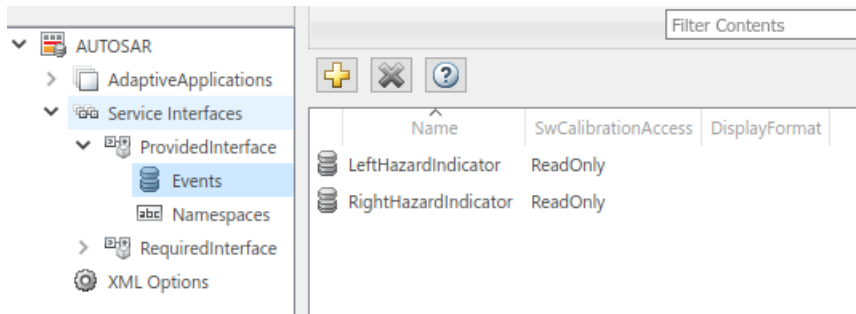 Filter Contents
AUTOSAR
AdaptiveApplications
Service Interfaces
ProvidedInterface
Events
abc Namespaces
RequiredInterface
XML Options
Name SwCalibrationAccess DisplayFormat
LeftHazardIndicator ReadOnly
RightHazardIndicator ReadOnly